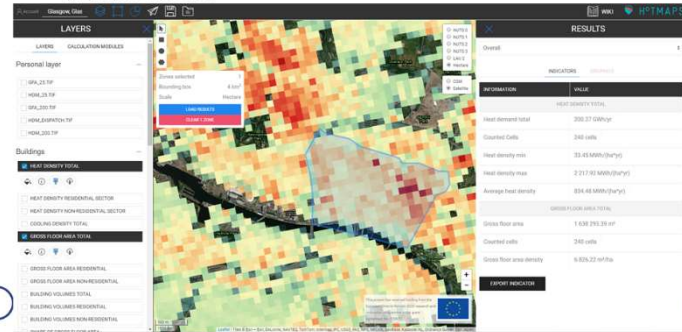 Account
Glasgow, Glas
WIKI
HOTMAPS
LAYERS
LAYERS CALCULATION MODULES
Personal layer
GFA_25.TIF
HDM_25.TIF
GFA_200.TIF
HDM_DISPATCH.TIF
HDM_200.TIF
Buildings
HEAT DENSITY TOTAL
HEAT DENSITY RESIDENTIAL SECTOR
HEAT DENSITY NON-RESIDENTIAL SECTOR
COOLING DENSITY TOTAL
GROSS FLOOR AREA TOTAL
GROSS FLOOR AREA RESIDENTIAL
GROSS FLOOR AREA NON-RESIDENTIAL
BUILDING VOLUMES TOTAL
BUILDING VOLUMES RESIDENTIAL
BUILDING VOLUMES NON-RESIDENTIAL
Zones selected 1
Bounding box 4 km²
Scale Hectare
LOAD RESULTS
CLEAR 1 ZONE
NUTS 0
NUTS 1
NUTS 2
NUTS 3
LAU 2
Hectare
OSM
Satellite
+
-
RESULTS
Overall
INDICATORS
INFORMATION VALUE
HEAT DENSITY TOTAL
Heat demand total 200.27 GWh/yr
Counted Cells 240 cells
Heat density min 33.45 MWh/(ha*yr)
Heat density max 2 217.92 MWh/(ha*yr)
Average heat density 834.48 MWh/(ha*yr)
GROSS FLOOR AREA TOTAL
Gross floor area 1 638 293.39 m²
Counted cells 240 cells
Gross floor area density 6 826.22 m²/ha
EXPORT INDICATOR